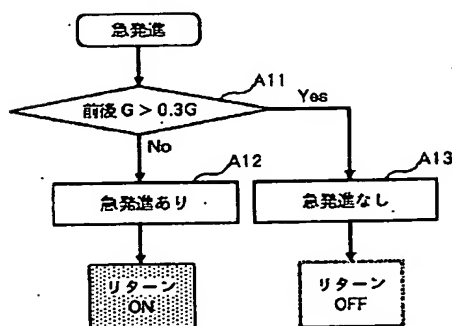 急発進
A11
前後G > 0.3G
Yes
No
A12
A13
急発進あり
急発進なし
リターン
ON
リターン
OFF